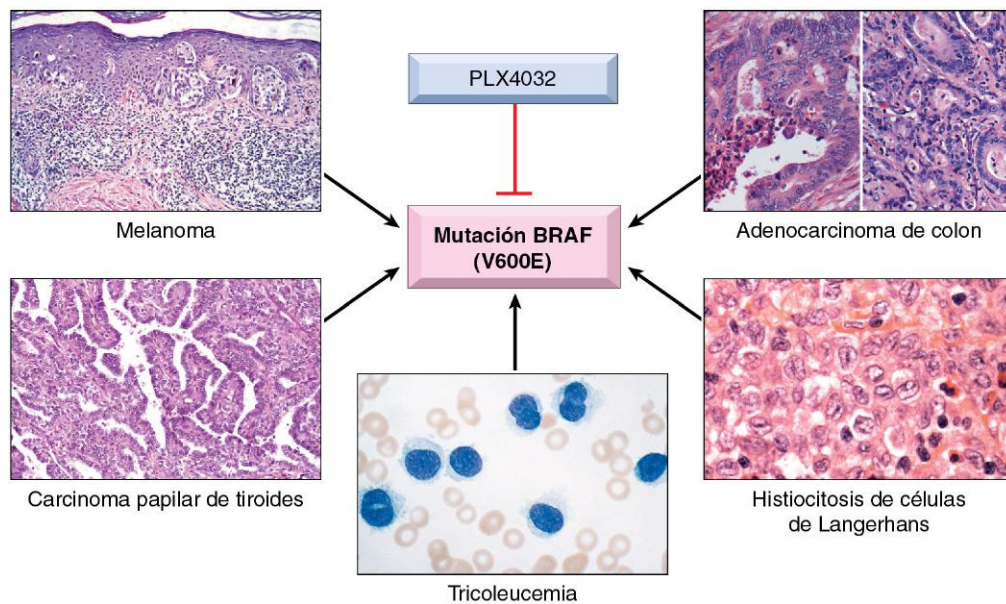 PLX4032
Melanoma
Mutación BRAF
(V600E)
Adenocarcinoma de colon
Carcinoma papilar de tiroides
Histiocitosis de células
de Langerhans
Tricoleucemia